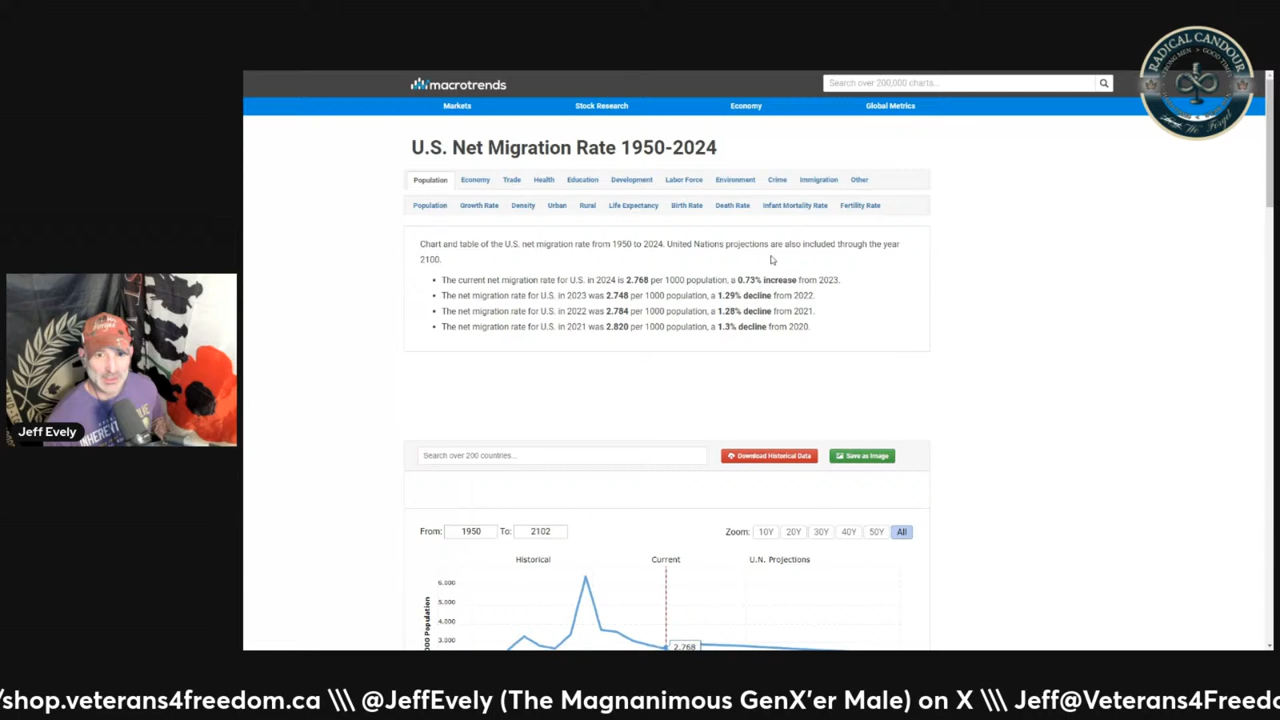 RADICAL CANDOUR
STRONG MEN > GOOD TIMES
macrotrends
Search over 200,000 charts...
Markets Stock Research Economy Global Metrics
U.S. Net Migration Rate 1950-2024
Population Economy Trade Health Education Development Labor Force Environment Crime Immigration Other
Population Growth Rate Density Urban Rural Life Expectancy Birth Rate Death Rate Infant Mortality Rate Fertility Rate
Chart and table of the U.S. net migration rate from 1950 to 2024. United Nations projections are also included through the year
2100.
The current net migration rate for U.S. in 2024 is 2.768 per 1000 population, a 0.73% increase from 2023.
The net migration rate for U.S. in 2023 was 2.748 per 1000 population, a 1.29% decline from 2022.
The net migration rate for U.S. in 2022 was 2.784 per 1000 population, a 1.28% decline from 2021.
The net migration rate for U.S. in 2021 was 2.820 per 1000 population, a 1.3% decline from 2020.
Jeff Evely
Search over 200 countries...
Download Historical Data
Save as Image
From: 1950 To: 2102
Zoom: 10Y 20Y 30Y 40Y 50Y All
Historical Current U.N. Projections
6.000
5.000
4.000
3.000
Population
2.768
/shop.veterans4freedom.ca \\\ @JeffEvely (The Magnanimous GenX'er Male) on X \\\ Jeff@Veterans4Freed